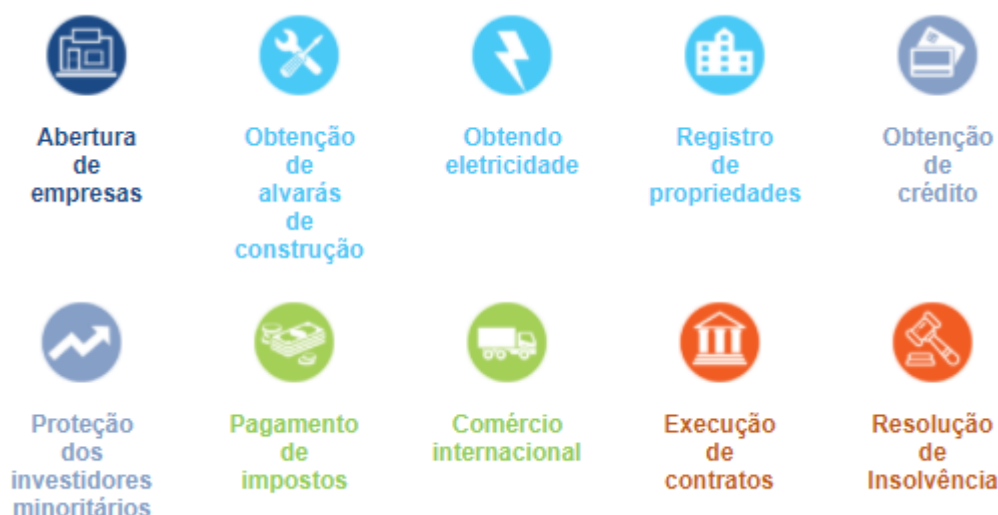 Abertura
de
empresas
Obtenção
de
alvarás
de
construção
Obtendo
eletricidade
Registro
de
propriedades
Obtenção
de
crédito
Proteção
dos
investidores
minoritários
Pagamento
de
impostos
Comércio
internacional
Execução
de
contratos
Resolução
de
Insolvência